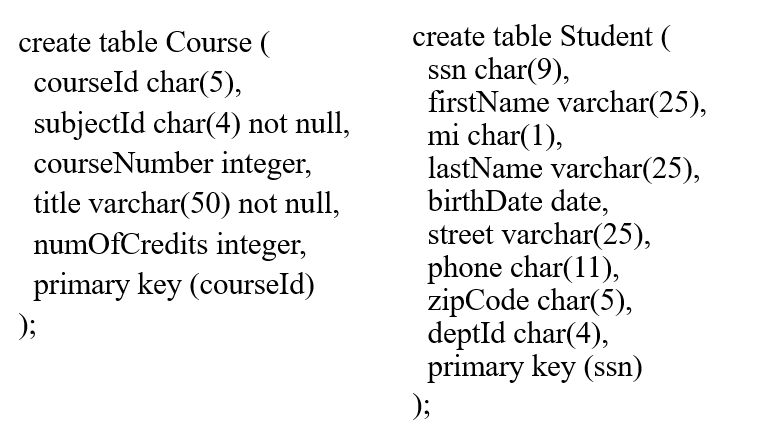 create table Course (
courseId char(5),
subjectId char(4) not null,
courseNumber integer,
title varchar(50) not null,
numOfCredits integer,
primary key (courseId)
);
create table Student (
ssn char(9),
firstName varchar(25),
mi char(1),
lastName varchar(25),
birthDate date,
street varchar(25),
phone char(11),
zipCode char(5),
deptId char(4),
primary key (ssn)
);